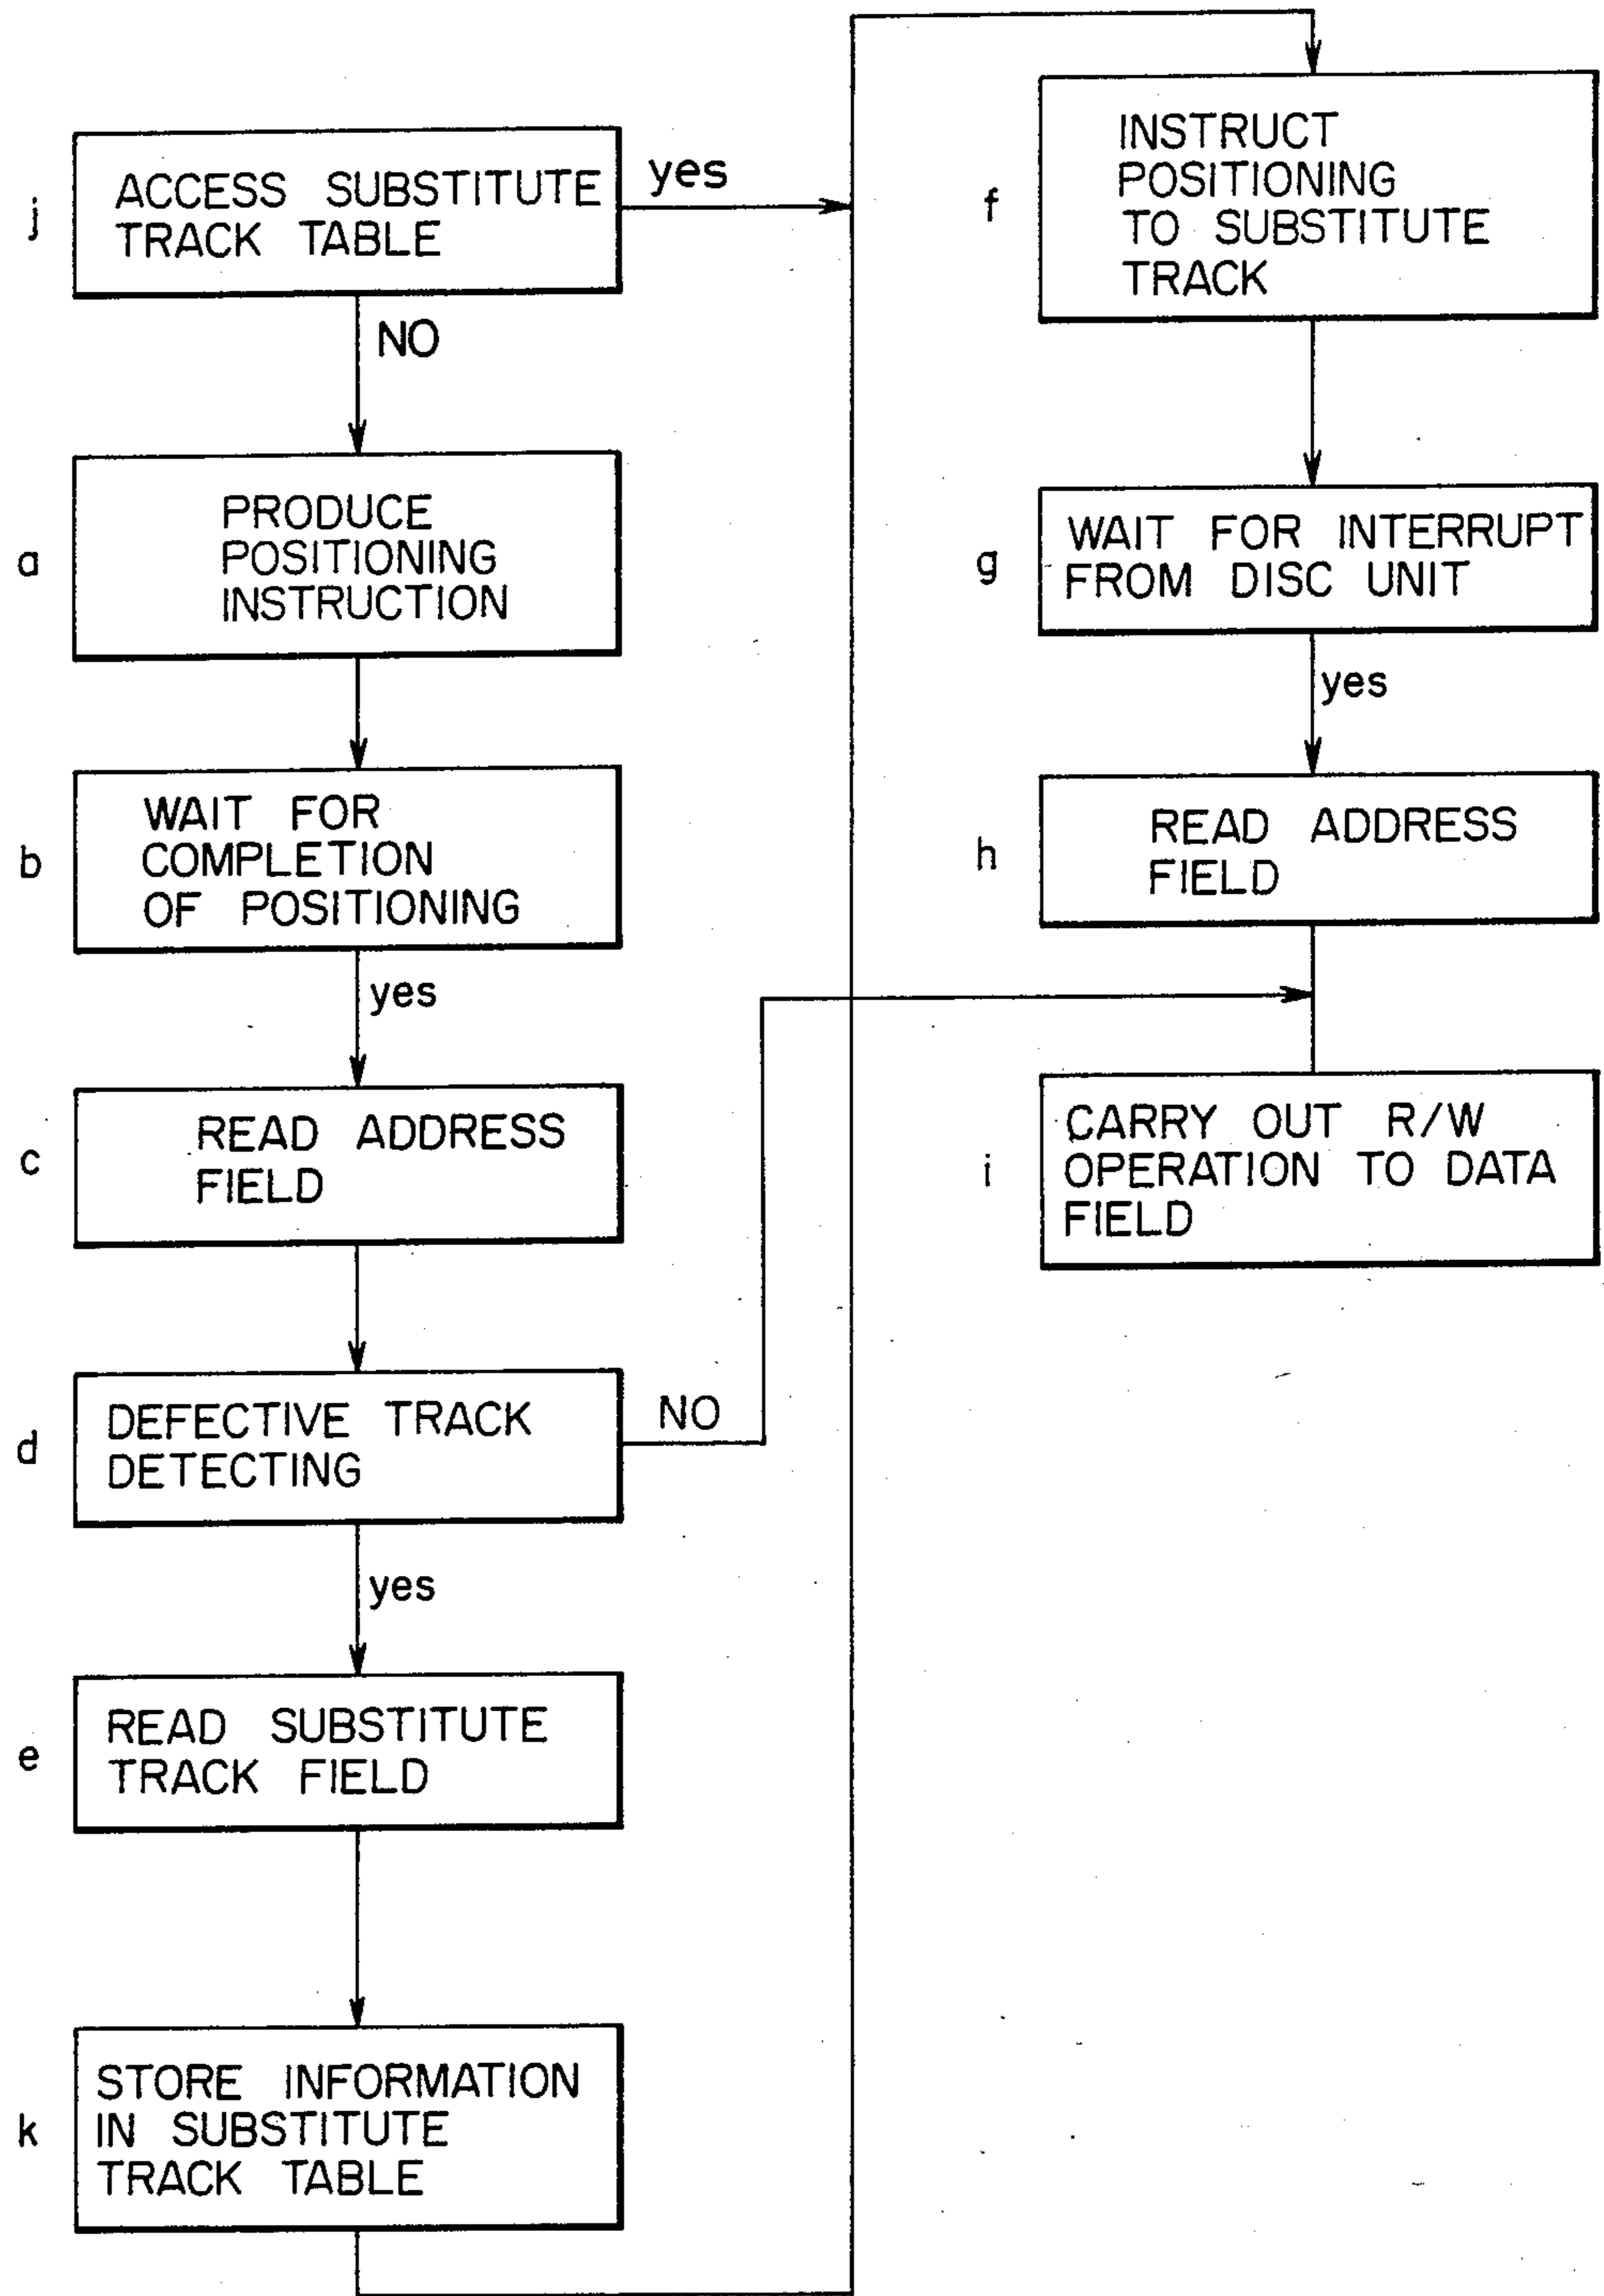 j
ACCESS SUBSTITUTE
TRACK TABLE
yes
NO
a
PRODUCE
POSITIONING
INSTRUCTION
b
WAIT FOR
COMPLETION
OF POSITIONING
yes
c
READ ADDRESS
FIELD
d
DEFECTIVE TRACK
DETECTING
NO
yes
e
READ SUBSTITUTE
TRACK FIELD
k
STORE INFORMATION
IN SUBSTITUTE
TRACK TABLE
f
INSTRUCT
POSITIONING
TO SUBSTITUTE
TRACK
g
WAIT FOR INTERRUPT
FROM DISC UNIT
yes
h
READ ADDRESS
FIELD
i
CARRY OUT R/W
OPERATION TO DATA
FIELD